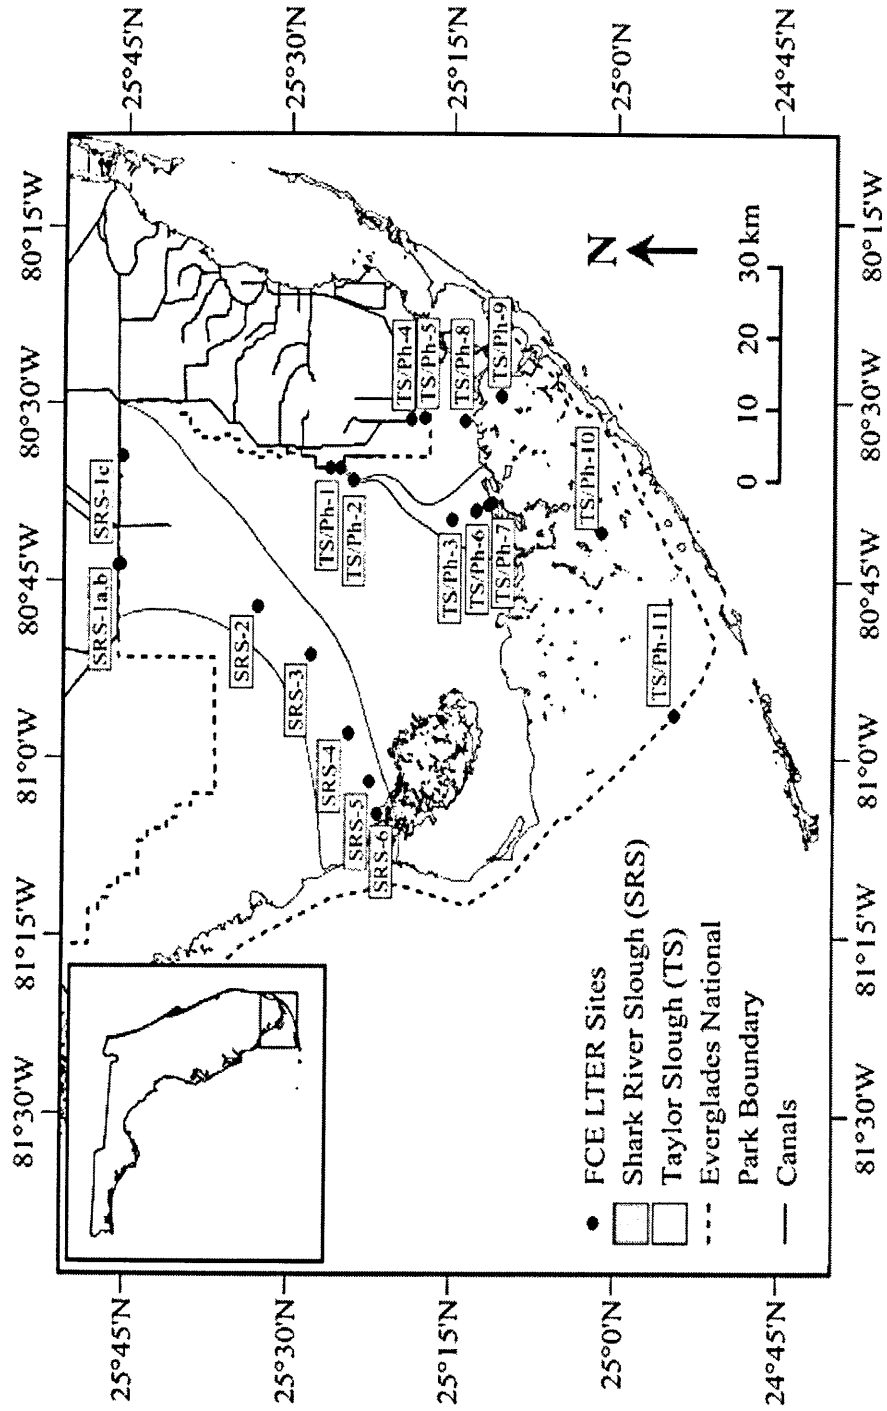 81°30'W
81°15'W
81°0'W
80°45'W
80°30'W
80°15'W
25°45'N
25°30'N
25°15'N
25°0'N
24°45'N
25°45'N
25°30'N
25°15'N
25°0'N
24°45'N
SRS-1a,b
SRS-1c
SRS-2
SRS-3
SRS-4
SRS-5
SRS-6
TS/Ph-1
TS/Ph-2
TS/Ph-3
TS/Ph-6
TS/Ph-7
TS/Ph-4
TS/Ph-5
TS/Ph-8
TS/Ph-9
TS/Ph-10
TS/Ph-11
N
0 10 20 30 km
FCE LTER Sites
Shark River Slough (SRS)
Taylor Slough (TS)
Everglades National
Park Boundary
Canals
81°30'W
81°15'W
81°0'W
80°45'W
80°30'W
80°15'W